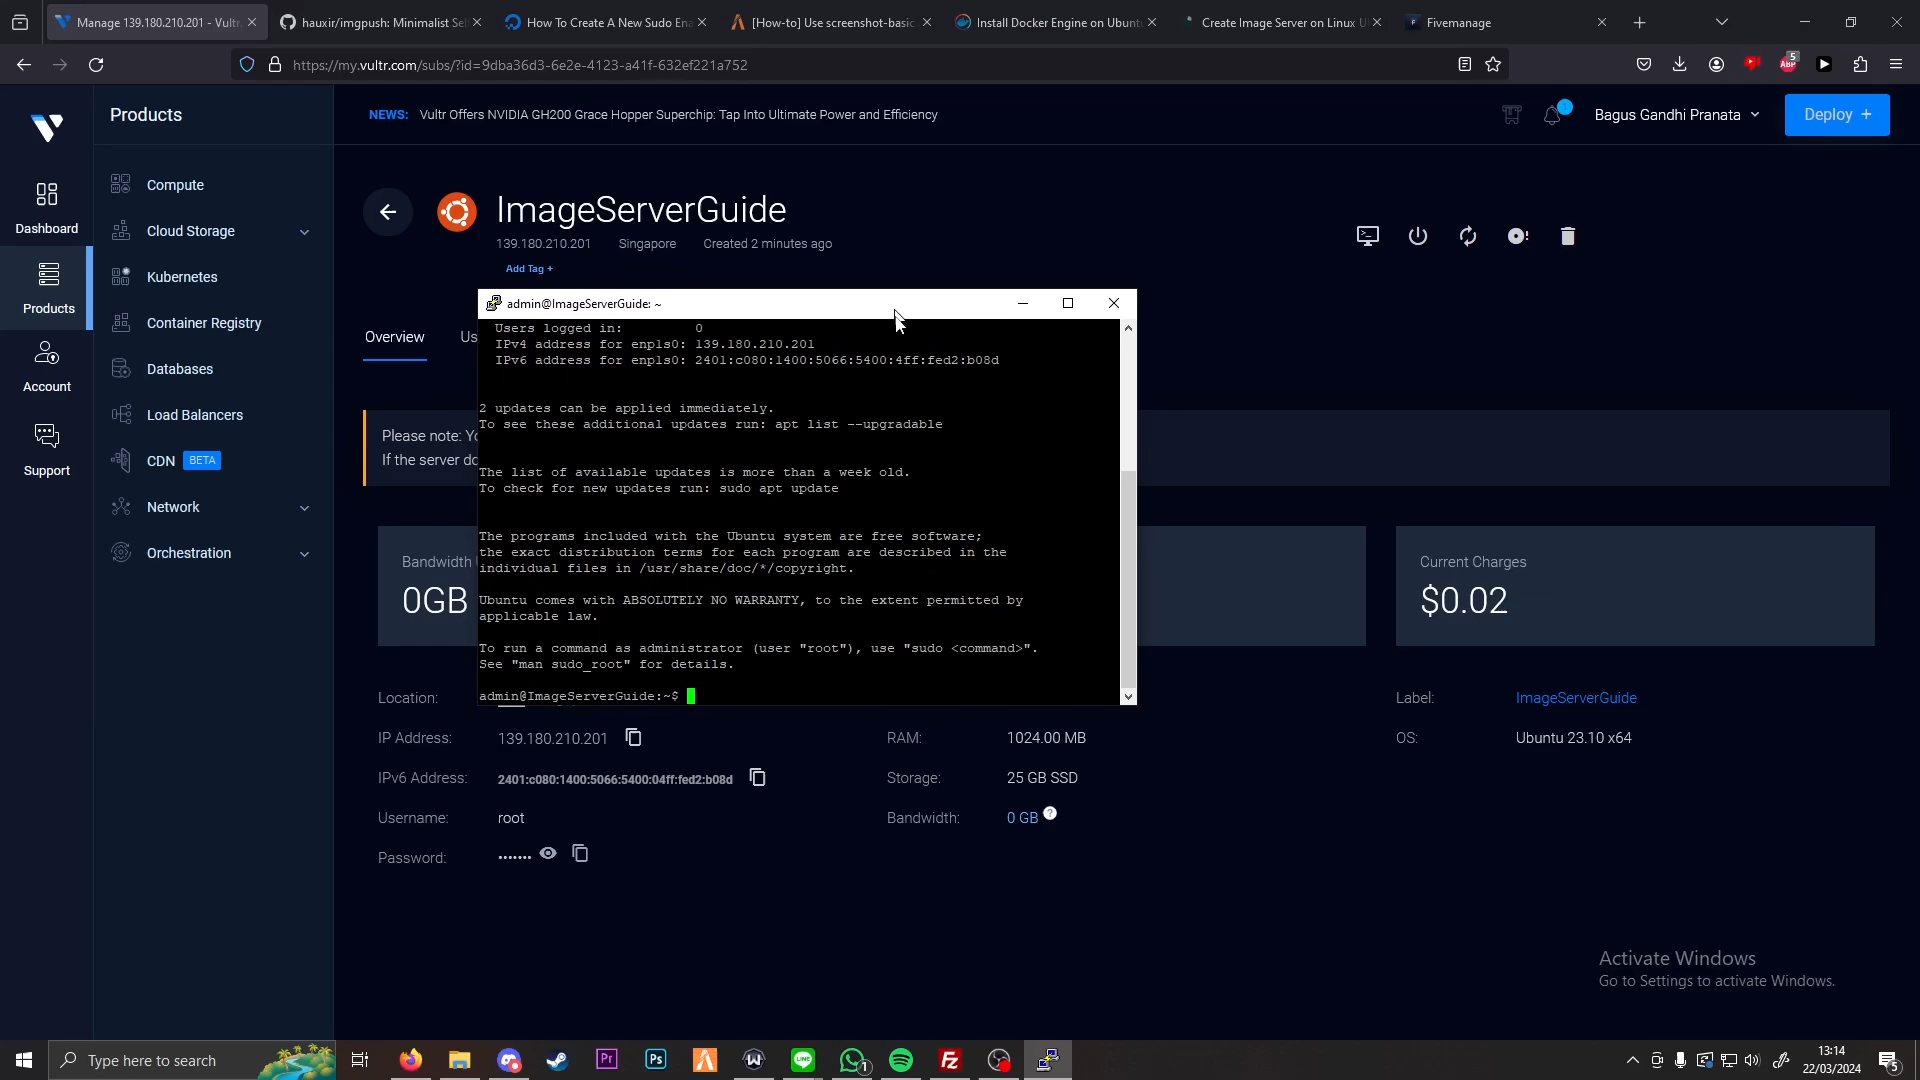 Manage 139.180.210.201 - Vultr
hauxir/imgpush: Minimalist Sel
How To Create A New Sudo Ena
[How-to] Use screenshot-basic
Install Docker Engine on Ubunt
Create Image Server on Linux U
Fivemanage
https://my.vultr.com/subs/?id=9dba36d3-6e2e-4123-a41f-632ef221a752
5
ABP
Products
NEWS: Vultr Offers NVIDIA GH200 Grace Hopper Superchip: Tap Into Ultimate Power and Efficiency
Bagus Gandhi Pranata
Deploy +
Dashboard
Products
Account
Support
Compute
Cloud Storage
Kubernetes
Container Registry
Databases
Load Balancers
CDN BETA
Network
Orchestration
ImageServerGuide
139.180.210.201 Singapore Created 2 minutes ago
Add Tag +
Overview Us
Please note: Yo
If the server do
admin@ImageServerGuide: ~
Users logged in: 0
IPv4 address for enp1s0: 139.180.210.201
IPv6 address for enp1s0: 2401:c080:1400:5066:5400:4ff:fed2:b08d
2 updates can be applied immediately.
To see these additional updates run: apt list --upgradable
The list of available updates is more than a week old.
To check for new updates run: sudo apt update
The programs included with the Ubuntu system are free software;
the exact distribution terms for each program are described in the
individual files in /usr/share/doc/*/copyright.
Ubuntu comes with ABSOLUTELY NO WARRANTY, to the extent permitted by
applicable law.
To run a command as administrator (user "root"), use "sudo <command>".
See "man sudo_root" for details.
admin@ImageServerGuide:~$
Bandwidth
0GB
Current Charges
$0.02
Location:
IP Address: 139.180.210.201
IPv6 Address: 2401:c080:1400:5066:5400:04ff:fed2:b08d
Username: root
Password: •••••••
RAM: 1024.00 MB
Storage: 25 GB SSD
Bandwidth: 0 GB ?
Label: ImageServerGuide
OS: Ubuntu 23.10 x64
Activate Windows
Go to Settings to activate Windows.
Type here to search
Pr
Ps
LINE
1
Fz
13:14
22/03/2024
5